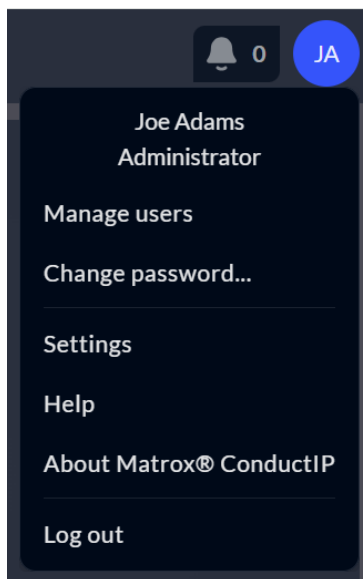 0
JA
Joe Adams
Administrator
Manage users
Change password...
Settings
Help
About Matrox® ConductIP
Log out